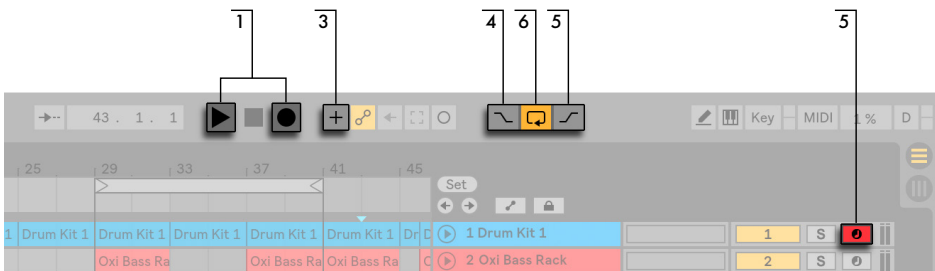 1 3 4 6 5 5
43 . 1 . 1 Key MIDI 1 % D
25 29 33 37 41 45
Set
1 Drum Kit 1 Drum Kit 1 Drum Kit 1 Drum Kit 1 Drum Kit 1 Dr D 1 Drum Kit 1 1 S
Oxi Bass Ra Oxi Bass Ra Oxi Bass Ra C 2 Oxi Bass Rack 2 S